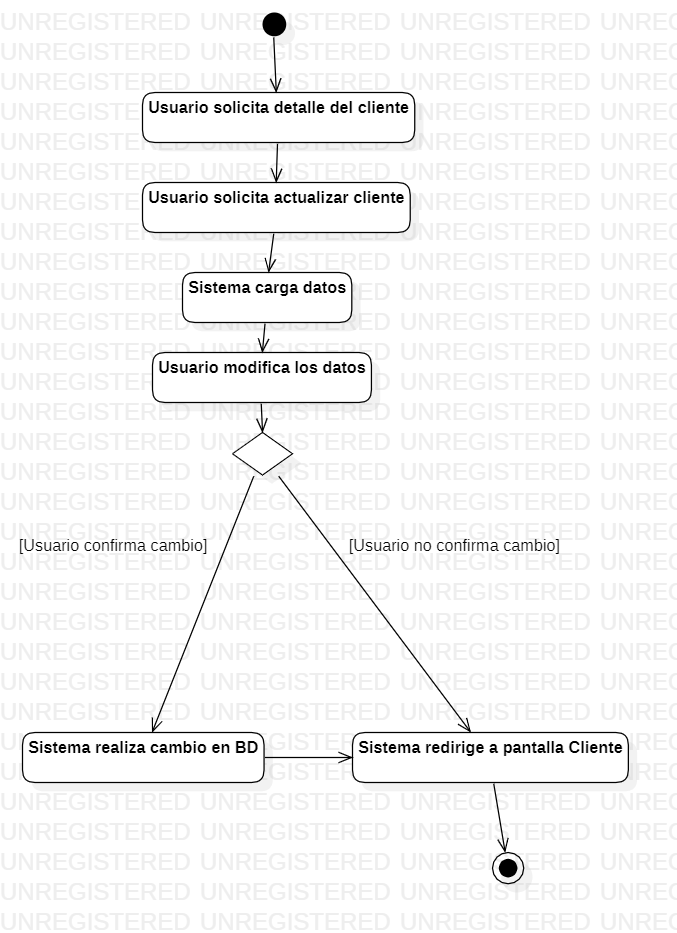 Usuario solicita detalle del cliente
Usuario solicita actualizar cliente
Sistema carga datos
Usuario modifica los datos
[Usuario confirma cambio] [Usuario no confirma cambio]
Sistema realiza cambio en BD Sistema redirige a pantalla Cliente
UNREGISTERED